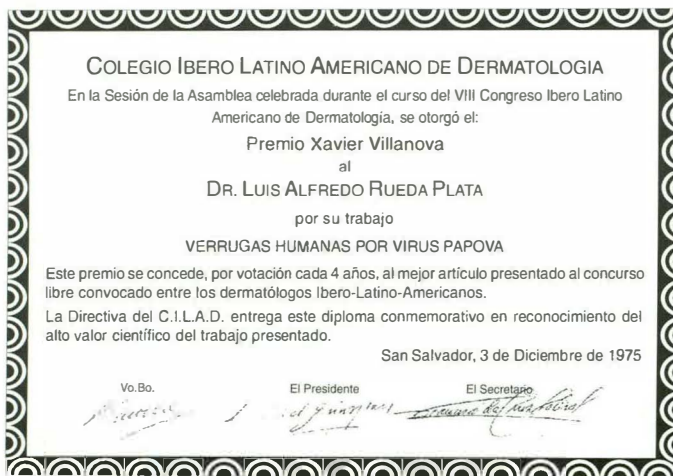 COLEGIO IBERO LATINO AMERICANO DE DERMATOLOGIA
En la Sesión de la Asamblea celebrada durante el curso del VIII Congreso Ibero Latino
Americano de Dermatología, se otorgó el:
Premio Xavier Villanova
al
DR. LUIS ALFREDO RUEDA PLATA
por su trabajo
VERRUGAS HUMANAS POR VIRUS PAPOVA
Este premio se concede, por votación cada 4 años, al mejor artículo presentado al concurso
libre convocado entre los dermatólogos Ibero-Latino-Americanos.
La Directiva del C.I.L.A.D. entrega este diploma conmemorativo en reconocimiento del
alto valor científico del trabajo presentado.
San Salvador, 3 de Diciembre de 1975
Vo.Bo. El Presidente El Secretario